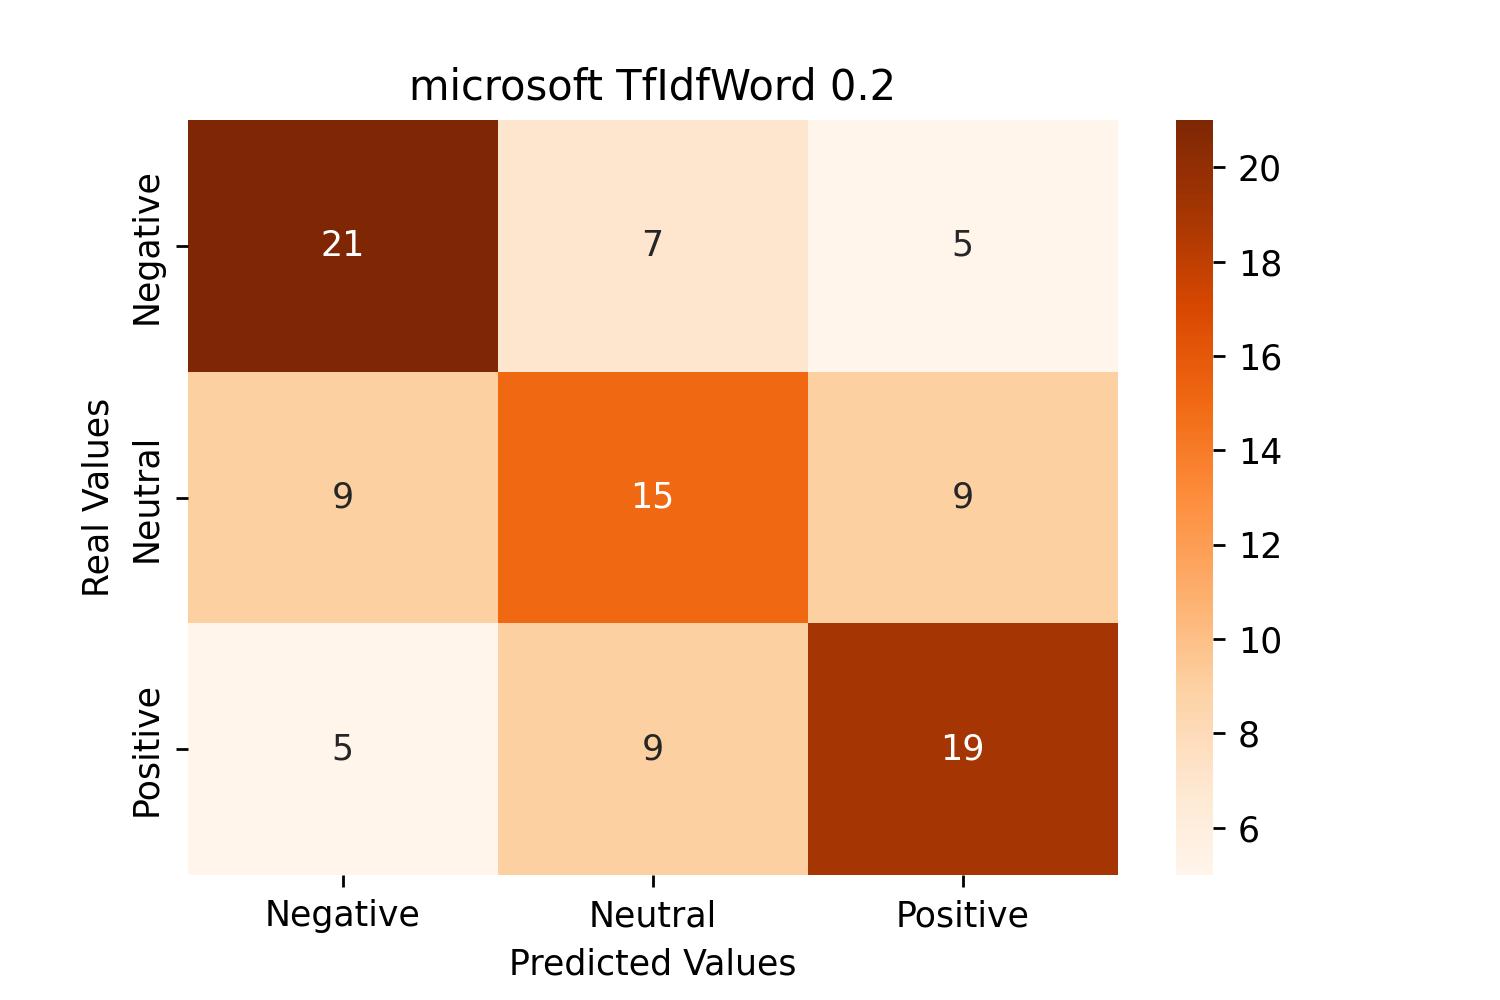 microsoft TfIdfWord 0.2
Real Values
Negative
21 7 5
Neutral
9 15 9
Positive
5 9 19
Negative Neutral Positive
Predicted Values
20
18
16
14
12
10
8
6